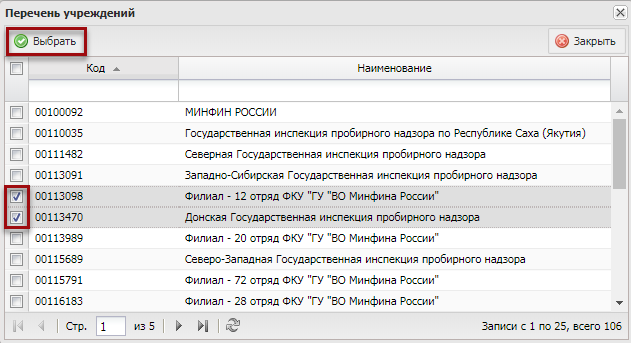 Перечень учреждений
Выбрать Закрыть
Код Наименование
00100092 МИНФИН РОССИИ
00110035 Государственная инспекция пробирного надзора по Республике Саха (Якутия)
00111482 Северная Государственная инспекция пробирного надзора
00113091 Западно-Сибирская Государственная инспекция пробирного надзора
00113098 Филиал - 12 отряд ФКУ "ГУ "ВО Минфина России"
00113470 Донская Государственная инспекция пробирного надзора
00113989 Филиал - 20 отряд ФКУ "ГУ "ВО Минфина России"
00115689 Северо-Западная Государственная инспекция пробирного надзора
00115791 Филиал - 72 отряд ФКУ "ГУ "ВО Минфина России"
00116183 Филиал - 28 отряд ФКУ "ГУ "ВО Минфина России"
Стр. 1 из 5 Записи с 1 по 25, всего 106